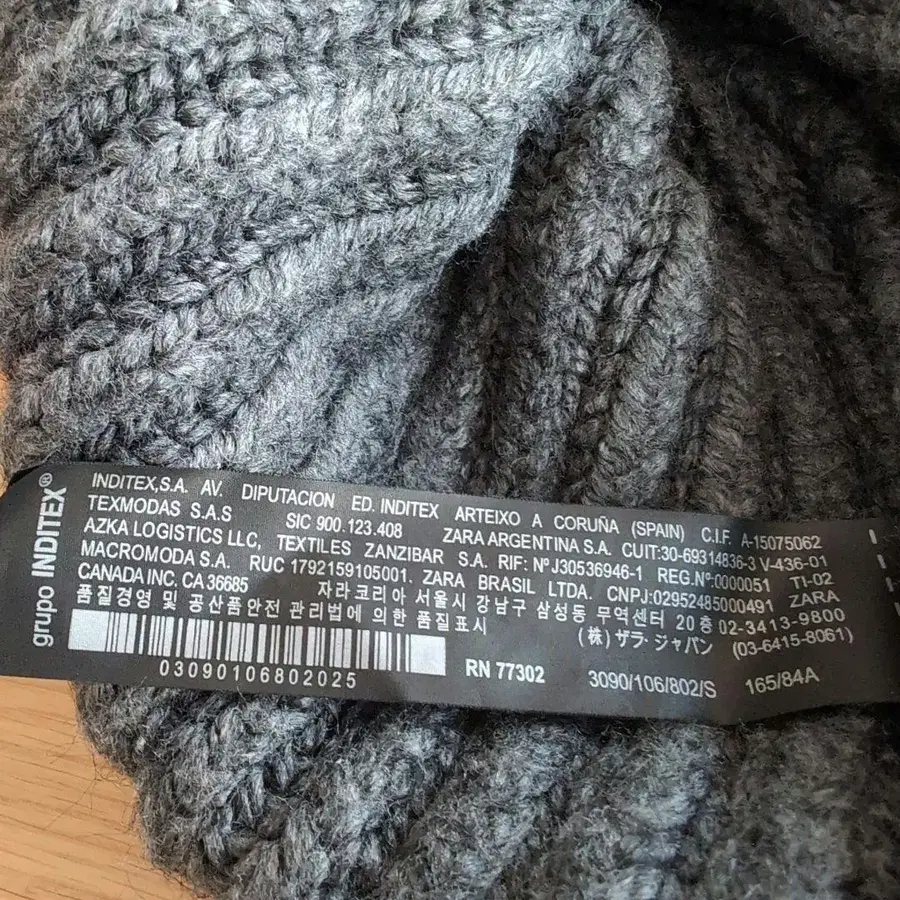 grupo INDITEX®
INDITEX,S.A. AV. DIPUTACION ED. INDITEX ARTEIXO A CORUÑA (SPAIN) C.I.F. A-15075062
TEXMODAS S.A.S SIC 900.123.408 ZARA ARGENTINA S.A. CUIT:30-69314836-3 V-436-01
AZKA LOGISTICS LLC, TEXTILES ZANZIBAR S.A. RIF: Nº J30536946-1 REG.Nº:0000051 TI-02
MACROMODA S.A. RUC 1792159105001. ZARA BRASIL LTDA. CNPJ:02952485000491 ZARA
CANADA INC. CA 36685 자라코리아 서울시 강남구 삼성동 무역센터 20층 02-3413-9800
품질경영 및 공산품안전 관리법에 의한 품질표시 (株) ザラ・ジャパン (03-6415-8061)
03090106802025 RN 77302 3090/106/802/S 165/84A